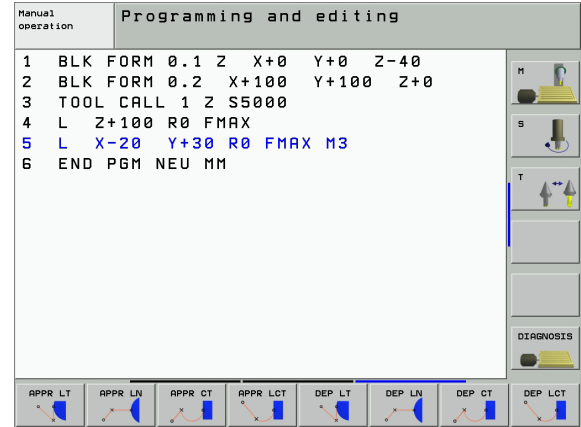 Manual operation
Programming and editing
1 BLK FORM 0.1 Z X+0 Y+0 Z-40
2 BLK FORM 0.2 X+100 Y+100 Z+0
3 TOOL CALL 1 Z S5000
4 L Z+100 R0 FMAX
5 L X-20 Y+30 R0 FMAX M3
6 END PGM NEU MM
M
S
T
DIAGNOSIS
APPR LT APPR LN APPR CT APPR LCT DEP LT DEP LN DEP CT DEP LCT